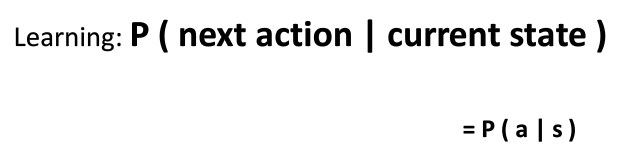 Learning: P ( next action | current state )
= P ( a | s )